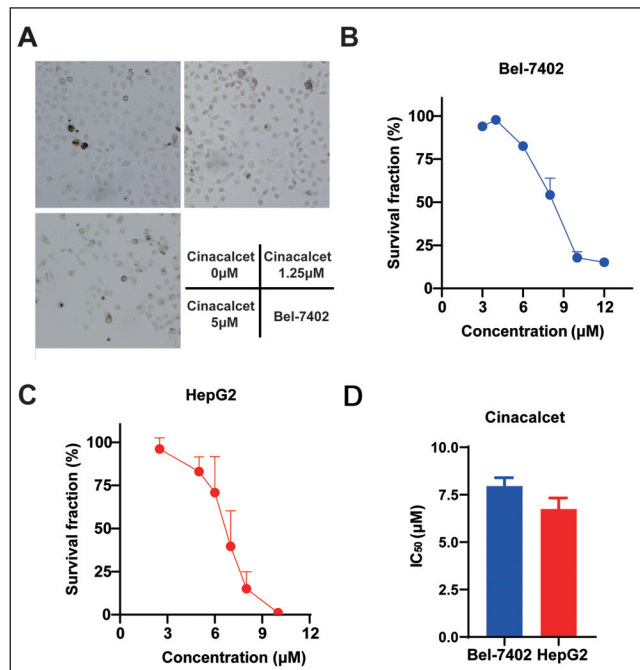 A
Cinacalcet
0µM
Cinacalcet
1.25µM
Cinacalcet
5µM
Bel-7402
B
Bel-7402
Survival fraction (%)
100
75
50
25
0
0 3 6 9 12
Concentration (µM)
C
HepG2
Survival fraction (%)
100
75
50
25
0
0 3 6 9 12
Concentration (µM)
D
Cinacalcet
IC50 (µM)
10.0
7.5
5.0
2.5
0.0
Bel-7402 HepG2